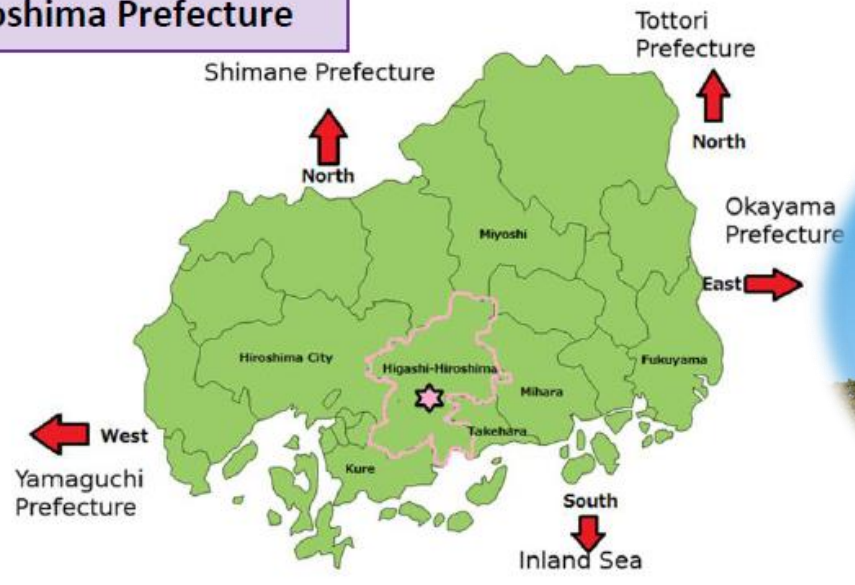 oshima Prefecture
Tottori
Prefecture
Shimane Prefecture
North
North
Okayama
Prefecture
Miyoshi
East
Hiroshima City
Higashi-Hiroshima
Fukuyama
Mihara
West
Takehara
Kure
Yamaguchi
Prefecture
South
Inland Sea